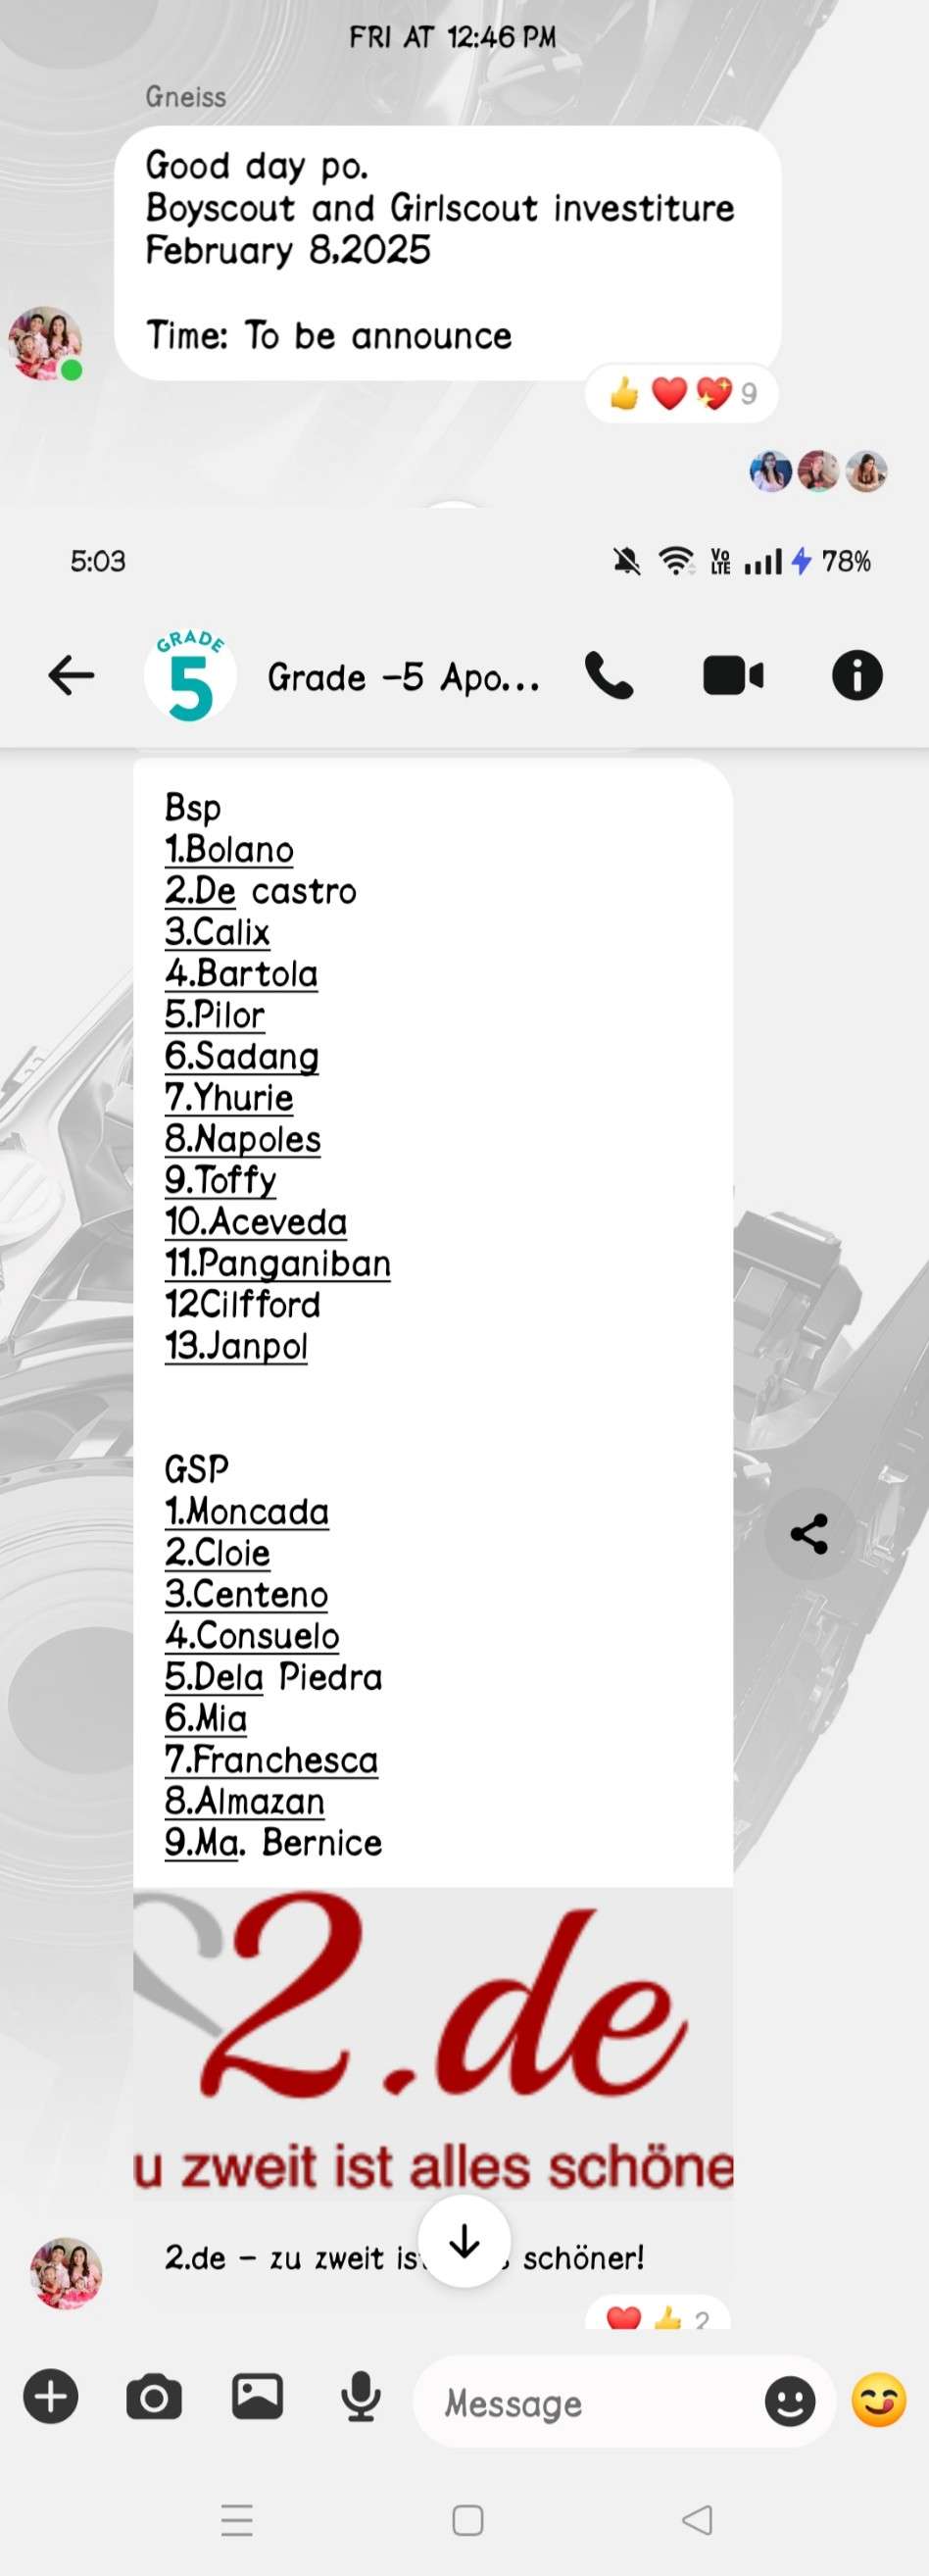 FRI AT 12:46 PM
Gneiss
Good day po.
Boyscout and Girlscout investiture
February 8,2025
Time: To be announce
9
5:03
Vo
LTE
78%
GRADE
5
Grade -5 Apo...
Bsp
1.Bolano
2.De castro
3.Calix
4.Bartola
5.Pilor
6.Sadang
7.Yhurie
8.Napoles
9.Toffy
10.Aceveda
11.Panganiban
12Cilfford
13.Janpol
GSP
1.Moncada
2.Cloie
3.Centeno
4.Consuelo
5.Dela Piedra
6.Mia
7.Franchesca
8.Almazan
9.Ma. Bernice
2.de
u zweit ist alles schöne
2.de - zu zweit schöner!
2
Message